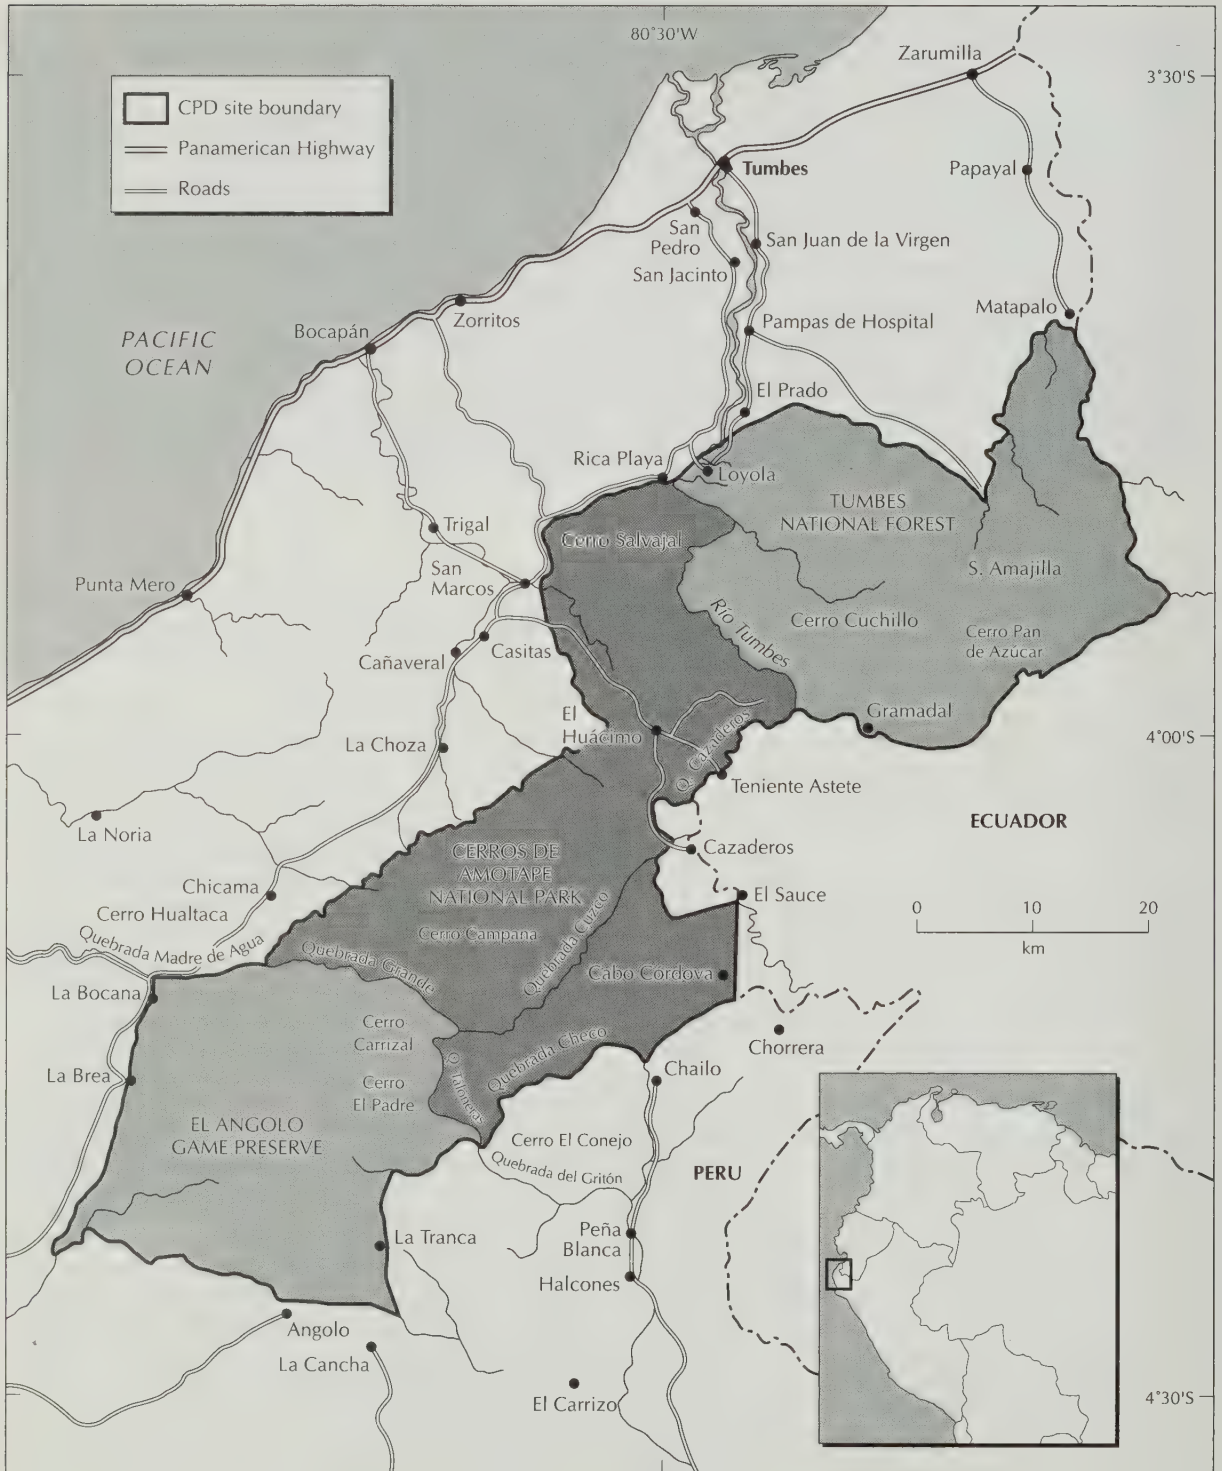 80°30'W
Zarumilla
3°30'S
CPD site boundary
Panamerican Highway
Roads
Tumbes
Papayal
San
Pedro
San Juan de la Virgen
San Jacinto
Matapalo
PACIFIC
OCEAN
Bocapán
Zorritos
Pampas de Hospital
El Prado
Rica Playa
Loyola
TUMBES
NATIONAL FOREST
Trigal
Cerro Salvajal
San
Marcos
S. Amajilla
Punta Mero
Río Tumbes
Cerro Cuchillo
Cerro Pan
de Azúcar
Casitas
Cañaveral
El
Huácimo
Gramadal
4°00'S
La Choza
Q. Cazaderos
Teniente Astete
La Noria
ECUADOR
Cazaderos
CERROS DE
AMOTAPE
NATIONAL PARK
Chicama
El Sauce
Cerro Hualtaca
0 10 20
km
Quebrada Madre de Agua
Cerro Campana
Quebrada Cuzco
Quebrada Grande
Cabo Córdova
La Bocana
Cerro
Carrizal
Quebrada Checo
Chorrera
La Brea
Cerro
El Padre
Q. Taloneras
Chailo
EL ANGOLO
GAME PRESERVE
Cerro El Conejo
Quebrada del Gritón
PERU
La Tranca
Peña
Blanca
Halcones
Angolo
La Cancha
El Carrizo
4°30'S